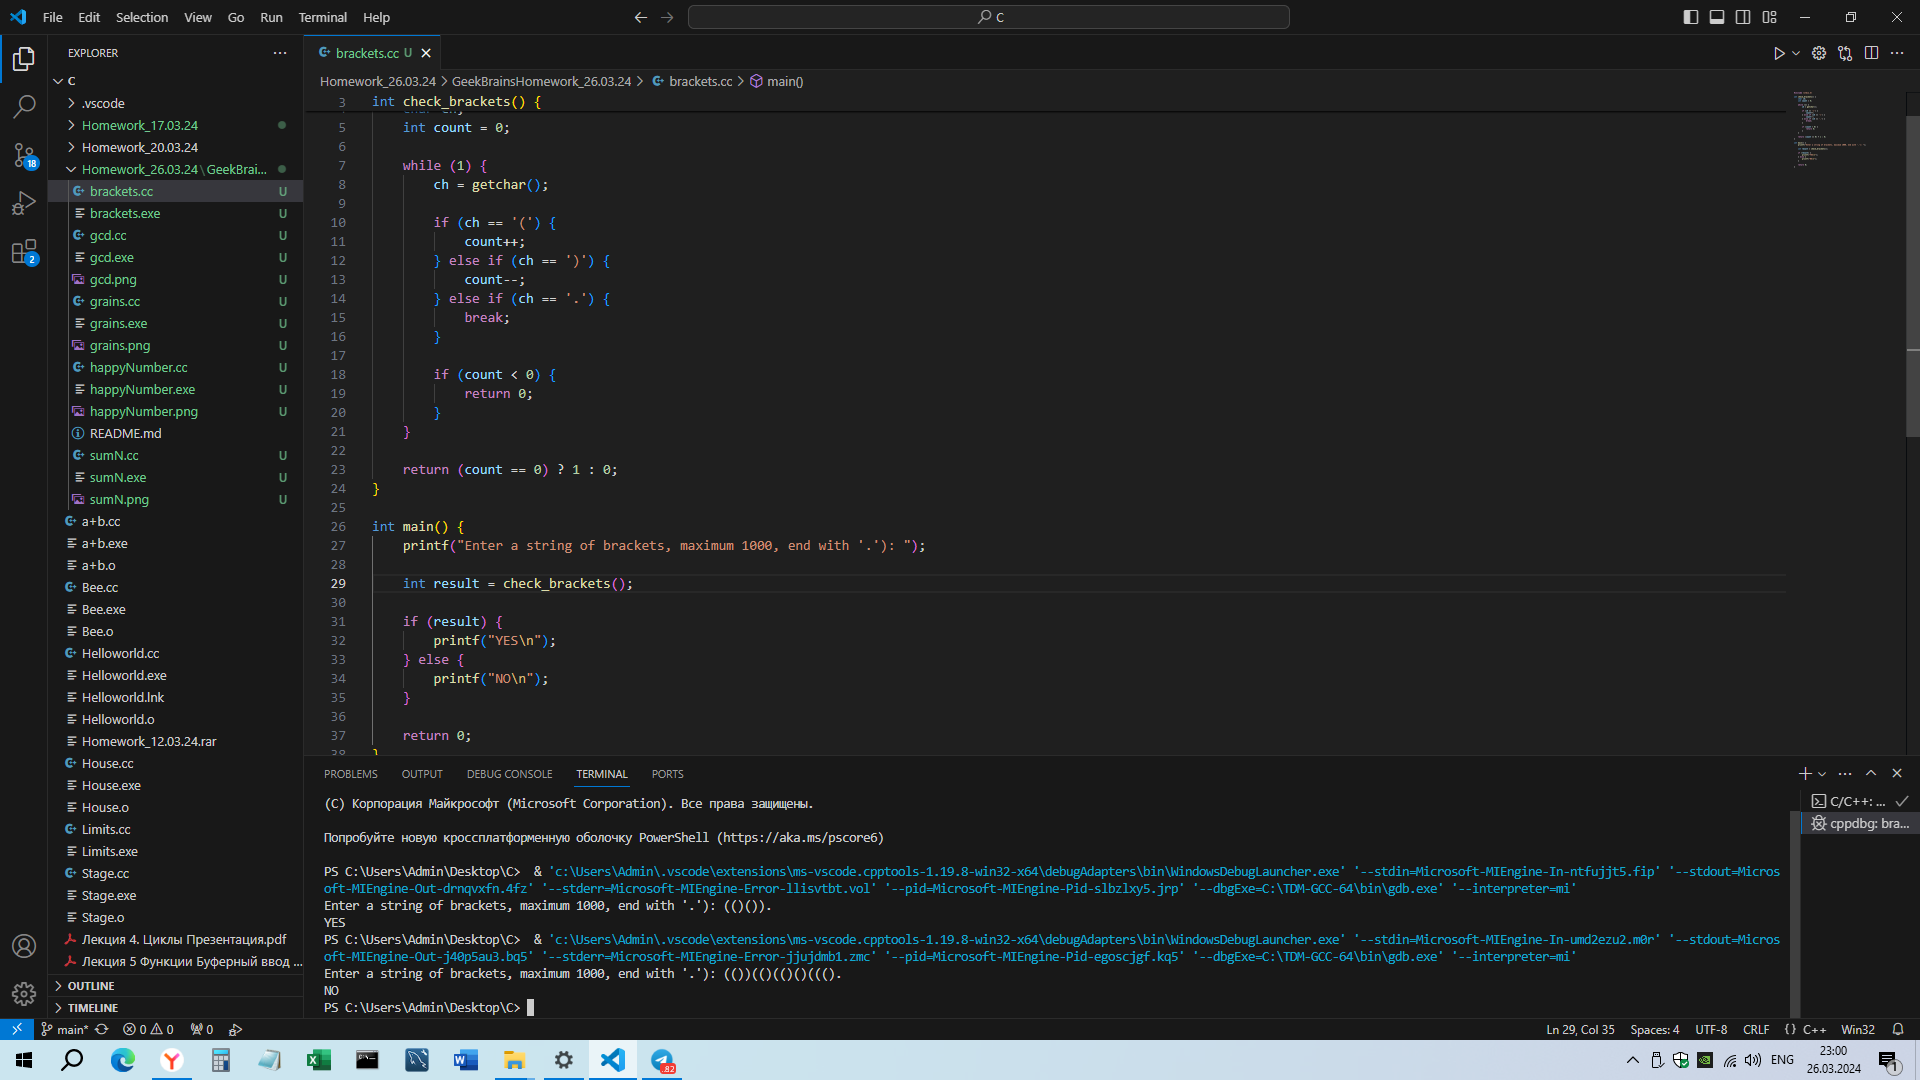 File Edit Selection View Go Run Terminal Help
C
EXPLORER
brackets.cc U
Homework_26.03.24 > GeekBrainsHomework_26.03.24 > brackets.cc > main()
C
.vscode
Homework_17.03.24
Homework_20.03.24
Homework_26.03.24 \ GeekBrai...
brackets.cc U
brackets.exe U
gcd.cc U
gcd.exe U
gcd.png U
grains.cc U
grains.exe U
grains.png U
happyNumber.cc U
happyNumber.exe U
happyNumber.png U
README.md
sumN.cc U
sumN.exe U
sumN.png U
a+b.cc
a+b.exe
a+b.o
Bee.cc
Bee.exe
Bee.o
Helloworld.cc
Helloworld.exe
Helloworld.lnk
Helloworld.o
Homework_12.03.24.rar
House.cc
House.exe
House.o
Limits.cc
Limits.exe
Stage.cc
Stage.exe
Stage.o
Лекция 4. Циклы Презентация.pdf
Лекция 5 Функции Буферный ввод ...
OUTLINE
TIMELINE
18
2
3 int check_brackets() {
5 int count = 0;
6
7 while (1) {
8 ch = getchar();
9
10 if (ch == '(') {
11 count++;
12 } else if (ch == ')') {
13 count--;
14 } else if (ch == '.') {
15 break;
16 }
17
18 if (count < 0) {
19 return 0;
20 }
21 }
22
23 return (count == 0) ? 1 : 0;
24 }
25
26 int main() {
27 printf("Enter a string of brackets, maximum 1000, end with '.'): ");
28
29 int result = check_brackets();
30
31 if (result) {
32 printf("YES\n");
33 } else {
34 printf("NO\n");
35 }
36
37 return 0;
38 }
PROBLEMS OUTPUT DEBUG CONSOLE TERMINAL PORTS
(C) Корпорация Майкрософт (Microsoft Corporation). Все права защищены.
Попробуйте новую кроссплатформенную оболочку PowerShell (https://aka.ms/pscore6)
PS C:\Users\Admin\Desktop\C> & 'c:\Users\Admin\.vscode\extensions\ms-vscode.cpptools-1.19.8-win32-x64\debugAdapters\bin\WindowsDebugLauncher.exe' '--stdin=Microsoft-MIEngine-In-ntfujjt5.fip' '--stdout=Micros
oft-MIEngine-Out-drnqvxfn.4fz' '--stderr=Microsoft-MIEngine-Error-llisvtbt.vol' '--pid=Microsoft-MIEngine-Pid-slbzlxy5.jrp' '--dbgExe=C:\TDM-GCC-64\bin\gdb.exe' '--interpreter=mi'
Enter a string of brackets, maximum 1000, end with '.'): (()()).
YES
PS C:\Users\Admin\Desktop\C> & 'c:\Users\Admin\.vscode\extensions\ms-vscode.cpptools-1.19.8-win32-x64\debugAdapters\bin\WindowsDebugLauncher.exe' '--stdin=Microsoft-MIEngine-In-umd2ezu2.m0r' '--stdout=Micros
oft-MIEngine-Out-j40p5au3.bq5' '--stderr=Microsoft-MIEngine-Error-jjujdmb1.zmc' '--pid=Microsoft-MIEngine-Pid-egoscjgf.kq5' '--dbgExe=C:\TDM-GCC-64\bin\gdb.exe' '--interpreter=mi'
Enter a string of brackets, maximum 1000, end with '.'): (())(()(()()((().
NO
PS C:\Users\Admin\Desktop\C>
C/C++: ...
cppdbg: bra...
main* 0 0 0
Ln 29, Col 35 Spaces: 4 UTF-8 CRLF {} C++ Win32
82
ENG
23:00
26.03.2024
1